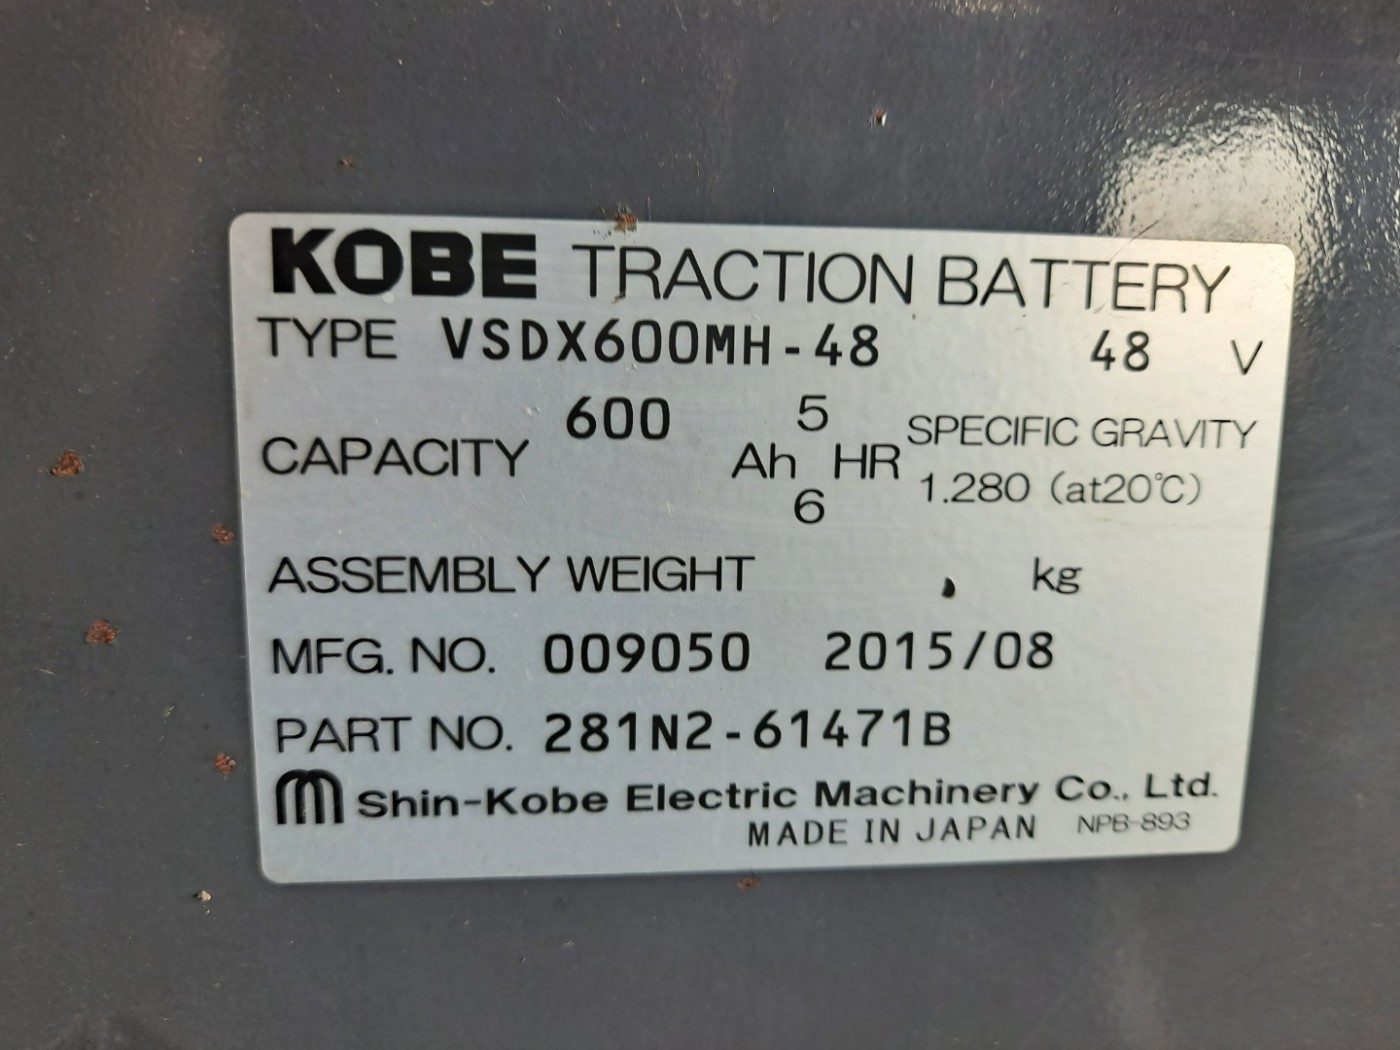 KOBE TRACTION BATTERY
TYPE VSDX600MH-48 48 V
CAPACITY 600 Ah 5 HR 6 SPECIFIC GRAVITY
1.280 (at20℃)
ASSEMBLY WEIGHT kg
MFG. NO. 009050 2015/08
PART NO. 281N2-61471B
Shin-Kobe Electric Machinery Co., Ltd.
MADE IN JAPAN NPB-893